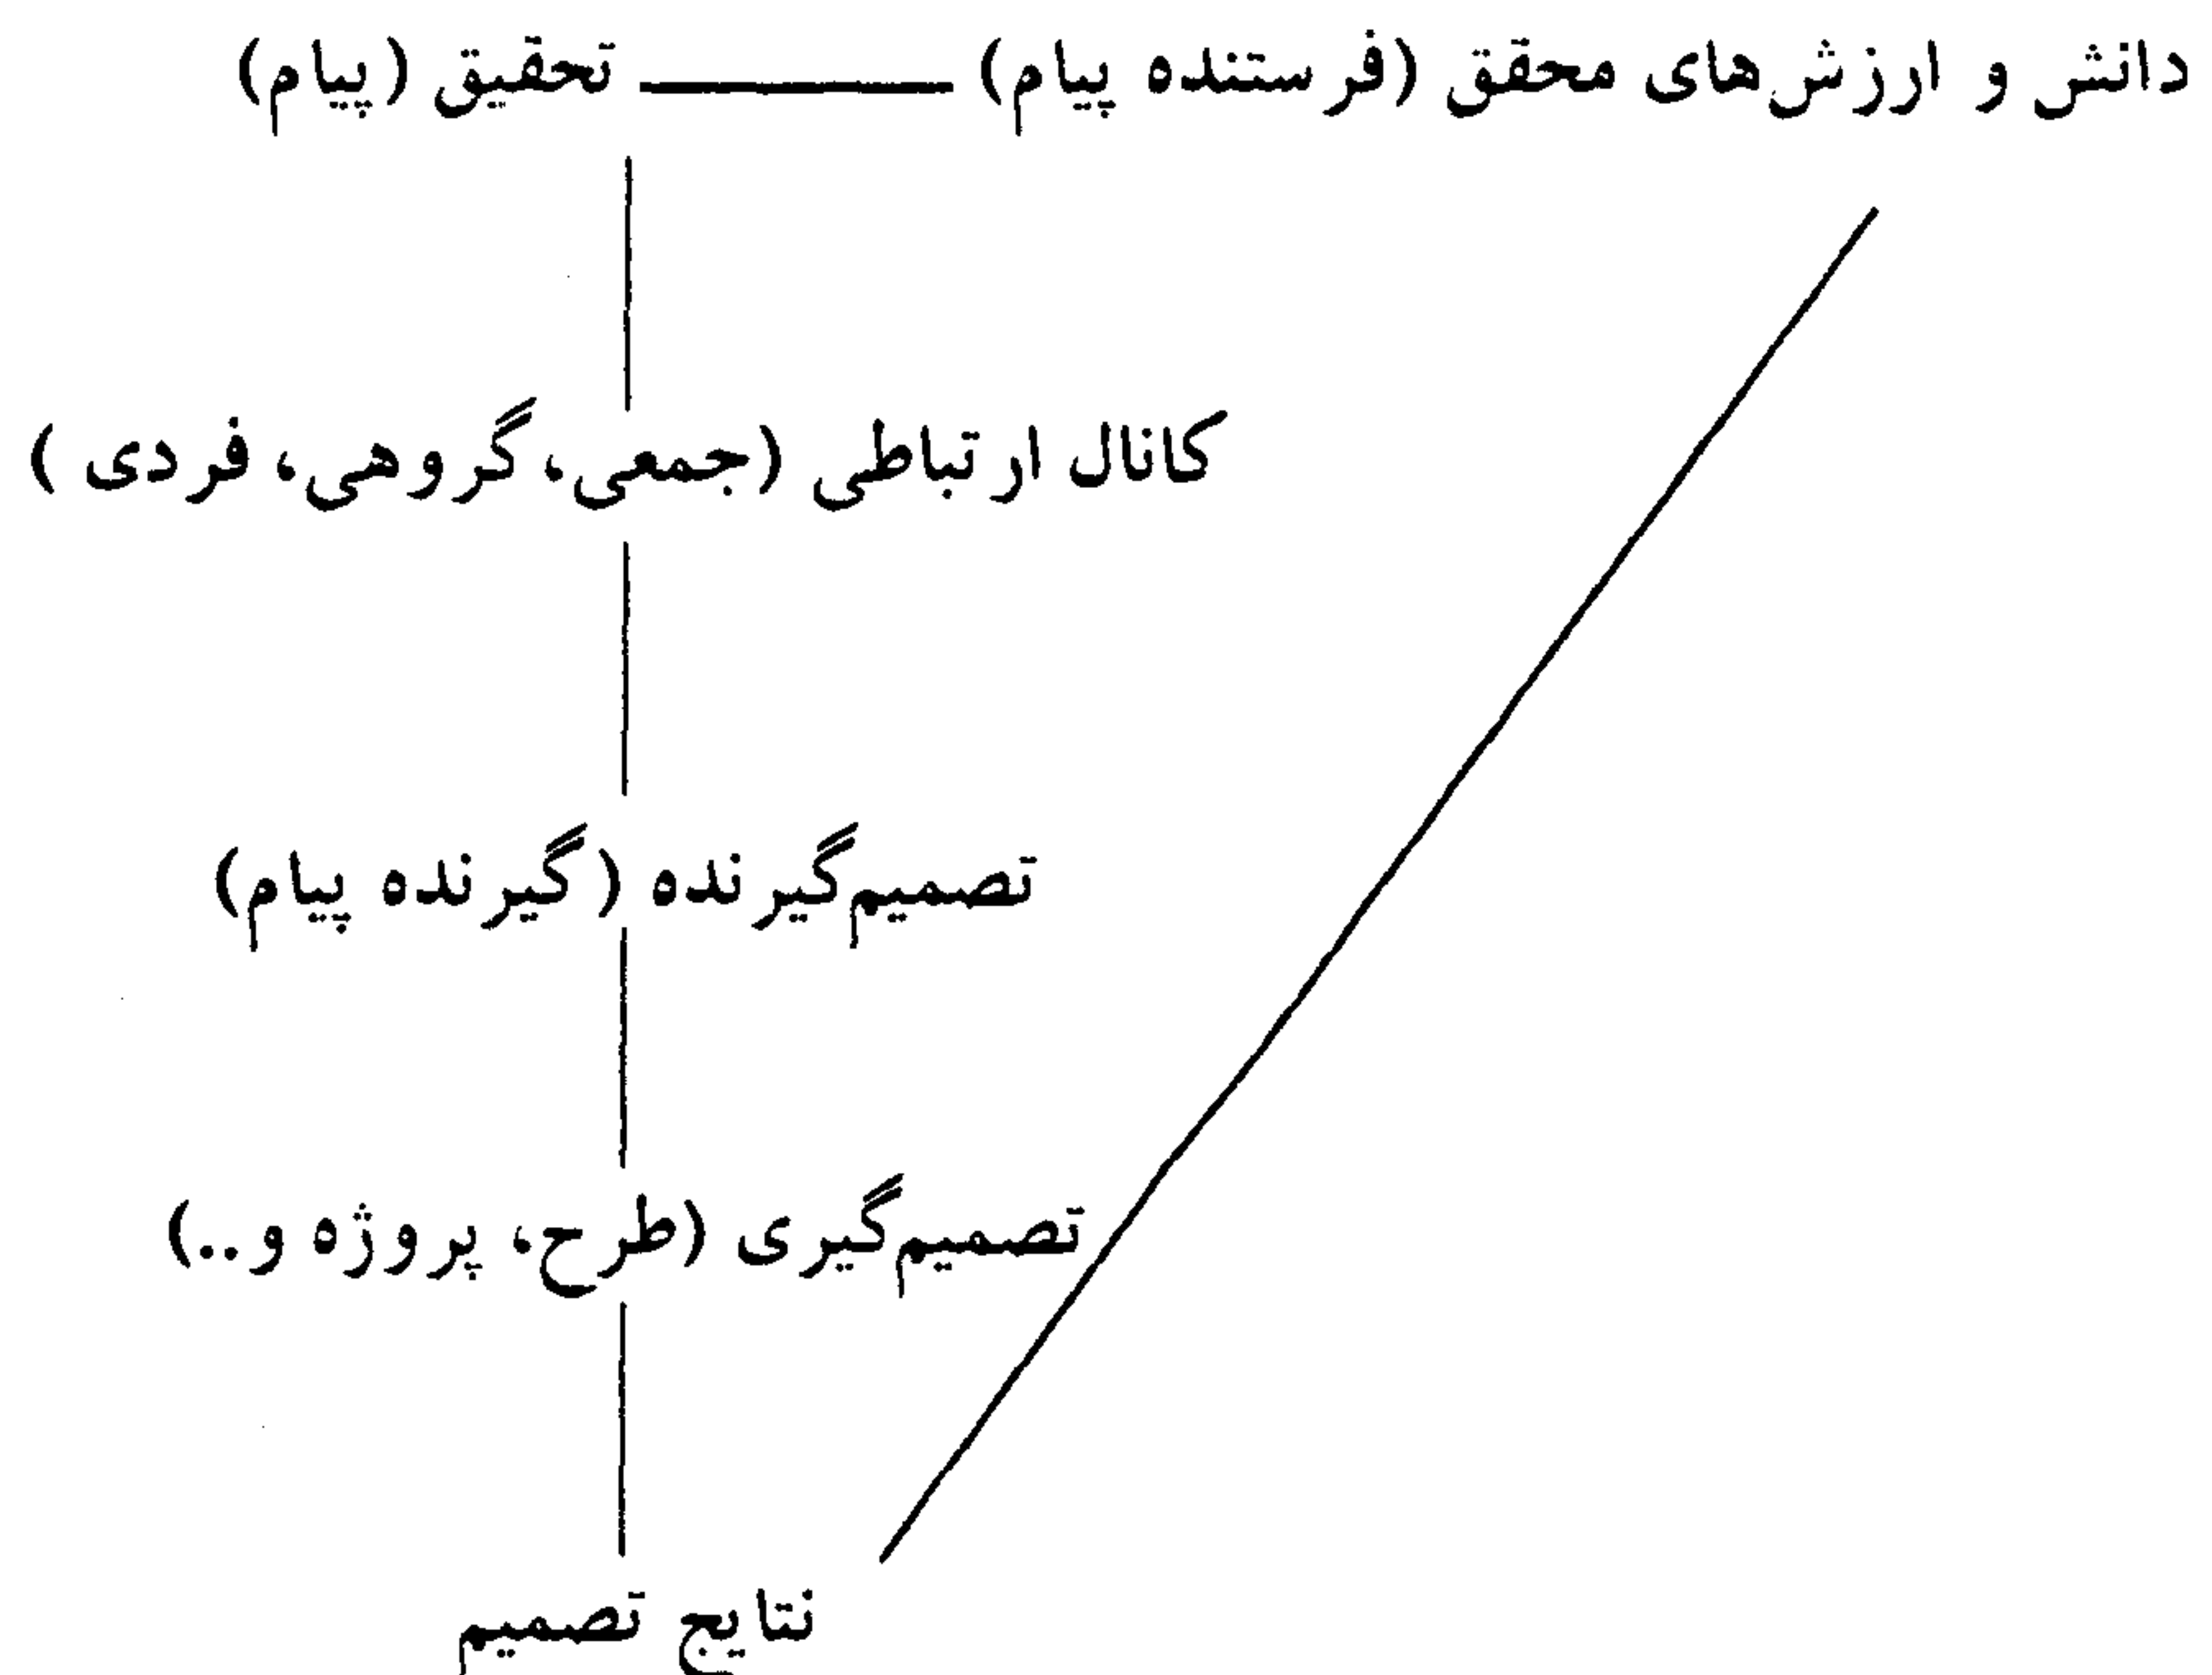 دانش و ارزش‌های محقق (فرستنده پیام) تحقیق (پیام)
کانال ارتباطی (جمعی، گروهی، فردی )
تصمیم‌گیرنده (گیرنده پیام)
تصمیم‌گیری (طرح، پروژه و..)
نتایج تصمیم